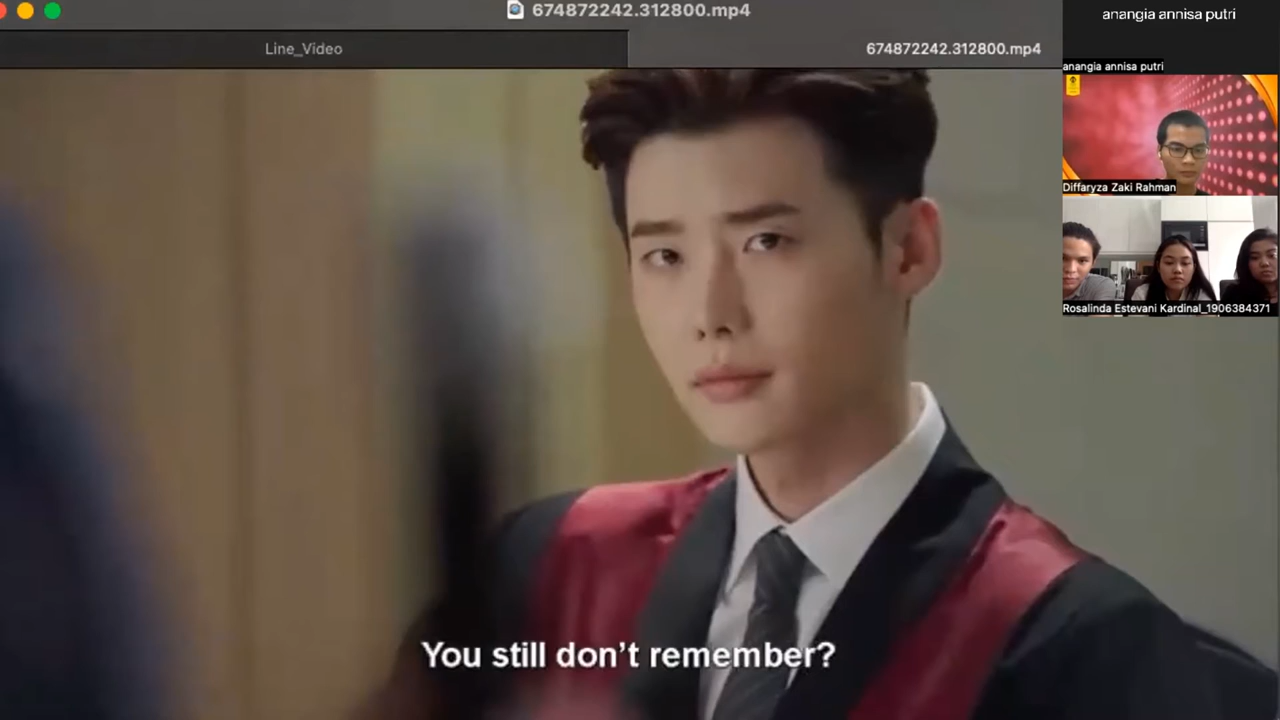 674872242.312800.mp4
Line_Video
674872242.312800.mp4
anangia annisa putri
anangia annisa putri
Diffaryza Zaki Rahman
Rosalinda Estevani Kardinal_1906384371
You still don't remember?